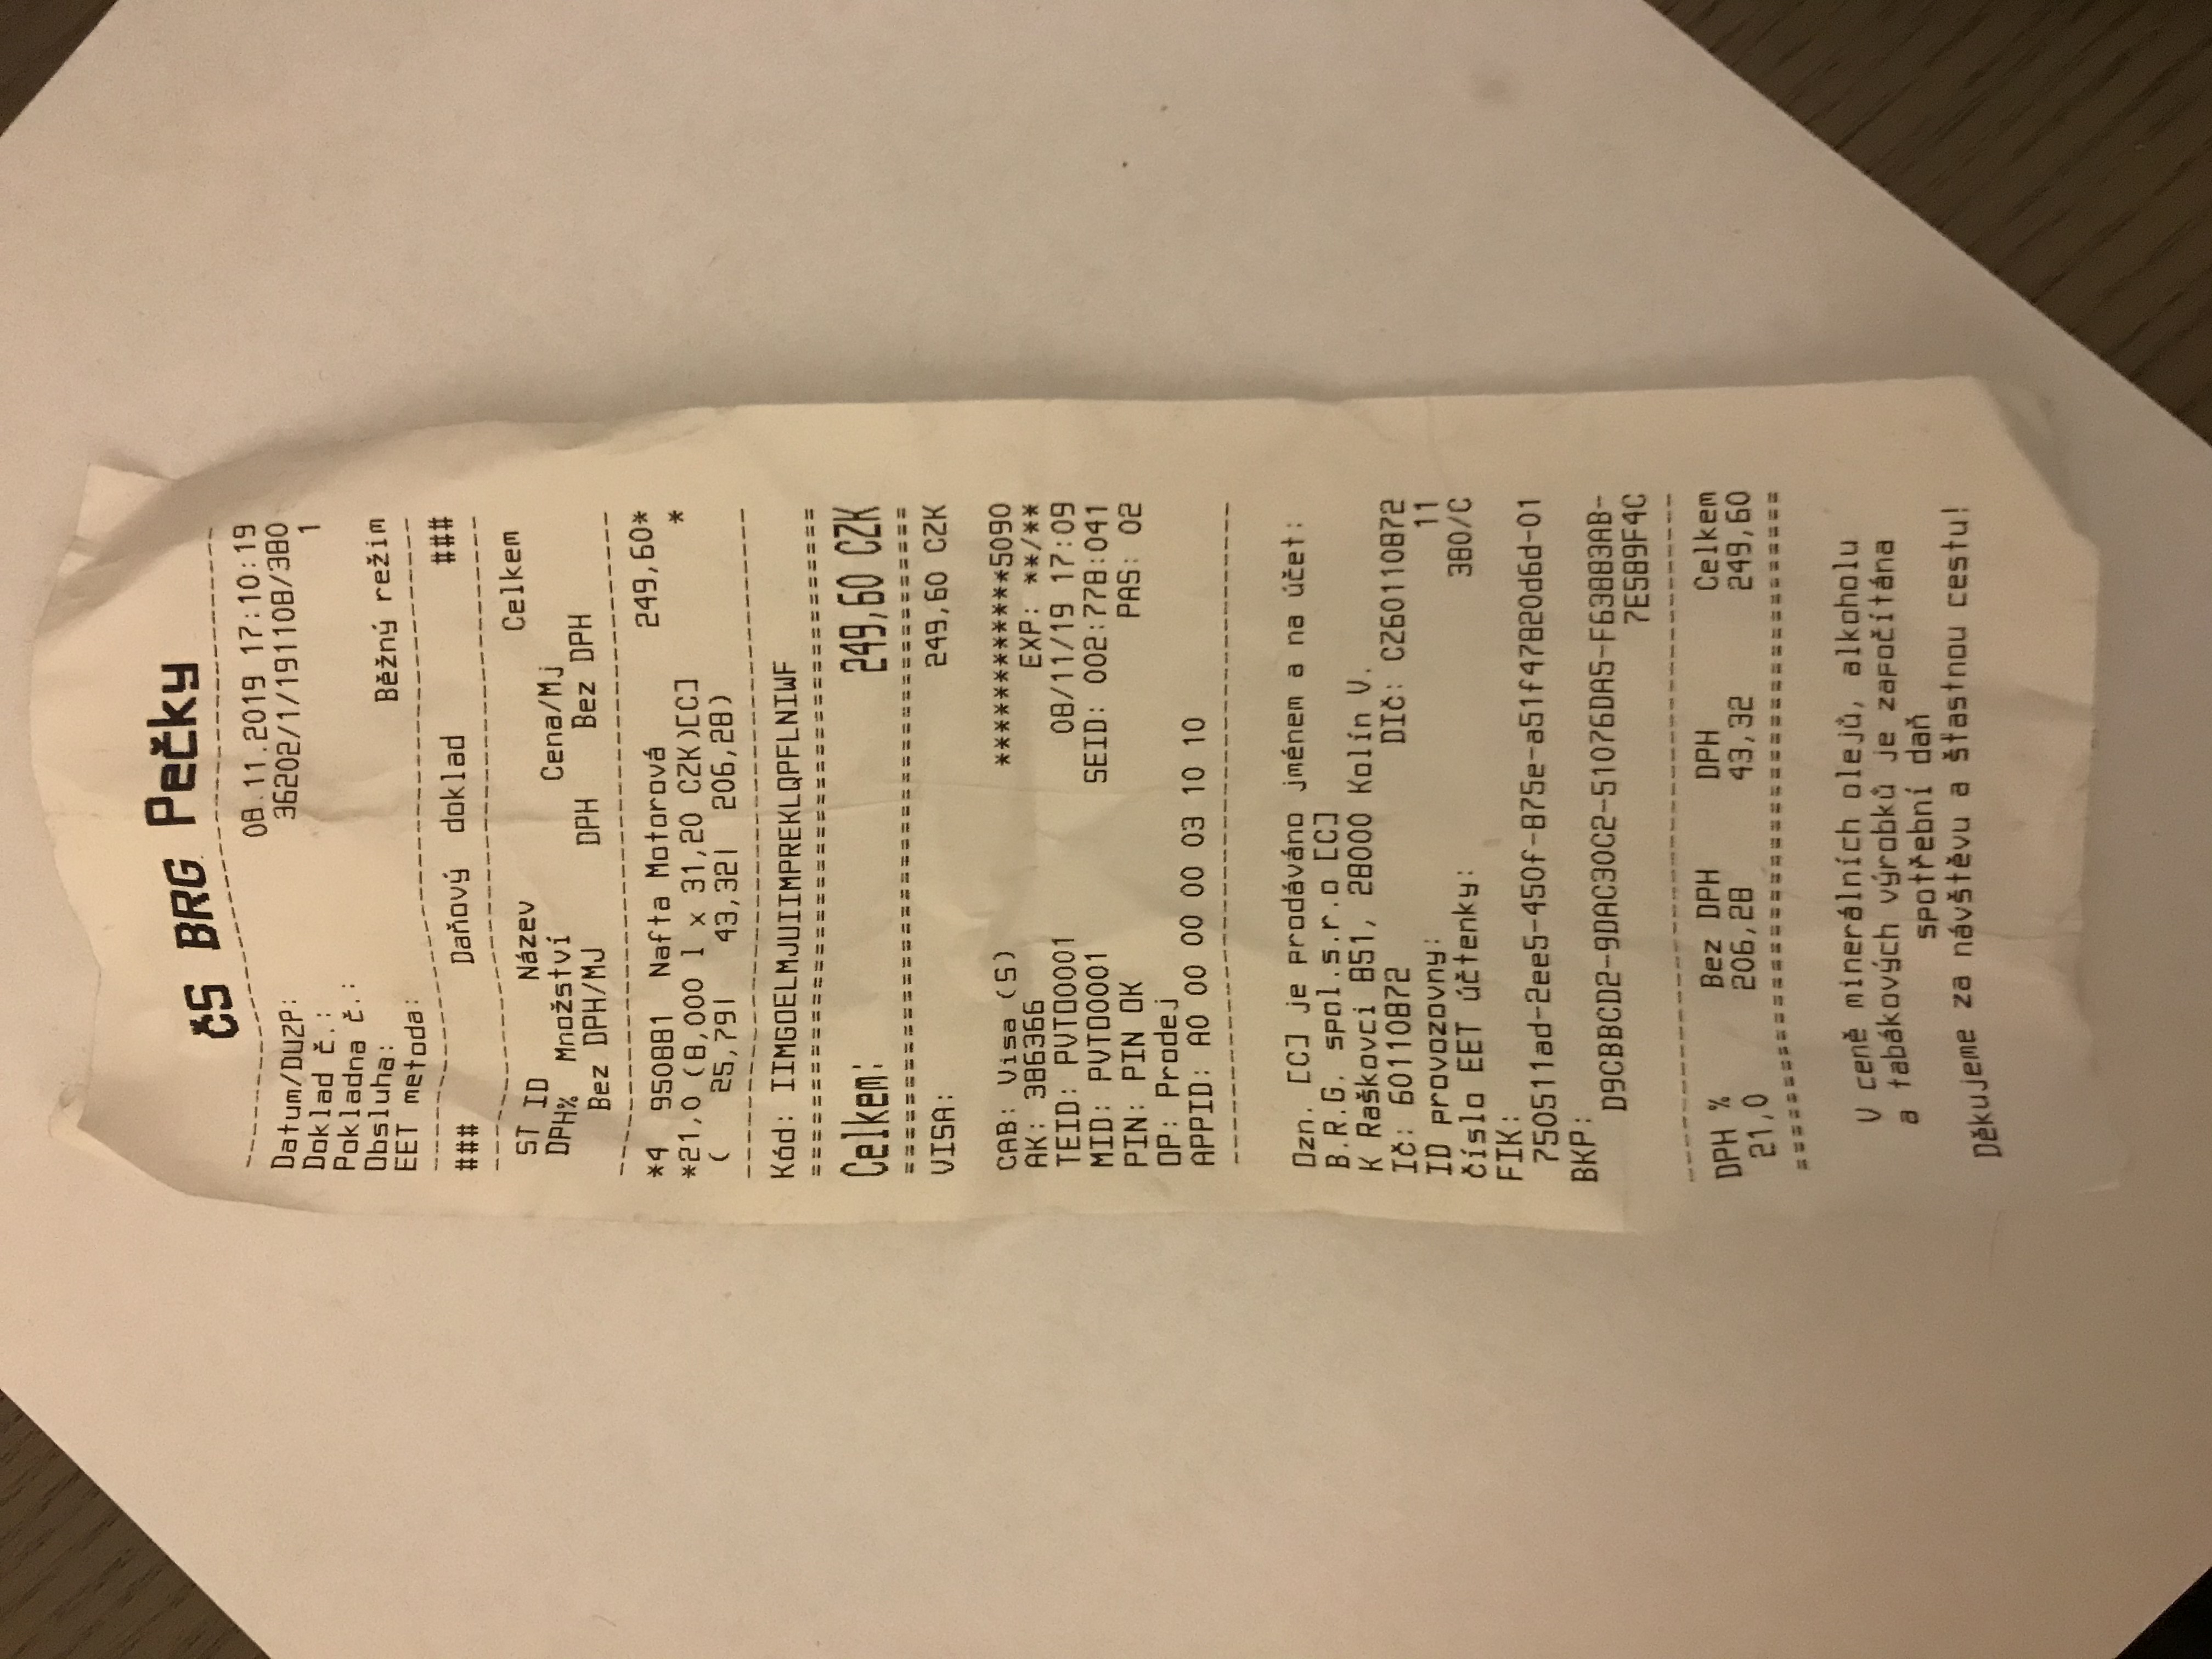 ČS BRG Pečky
Datum/DUZP: 08.11.2019 17:10:19
Doklad č.: 36202/1/191108/380
Pokladna č.: 1
Obsluha:
EET metoda: Běžný režim
### Daňový doklad ###
ST ID Název Celkem
DPH% Množství Cena/MJ
Bez DPH/MJ DPH Bez DPH
*4 950881 Nafta Motorová 249,60*
*21,0 (8,000 l x 31,20 CZK)[C] *
( 25,79| 43,32| 206,28)
Kód: IIMGOELMJUIIMPREKLQPFLNIWF
Celkem: 249,60 CZK
VISA: 249,60 CZK
CAB: Visa (S) ************5090
AK: 386366 EXP: **/**
TEID: PVTO0001 08/11/19 17:09
MID: PVTO0001 SEID: 002:778:041
PIN: PIN OK PAS: 02
OP: Prodej
APPID: A0 00 00 00 03 10 10
Ozn. [C] je prodáváno jménem a na účet:
B.R.G. spol.s.r.o [C]
K Raškovci 851, 28000 Kolín V.
IČ: 60110872 DIČ: CZ60110872
ID provozovny: 11
Číslo EET účtenky: 380/C
FIK:
750511ad-2ee5-450f-875e-a51f47820d6d-01
BKP:
D9CBBCD2-9DAC30C2-51076DA5-F63883AB-
7E5B9F4C
DPH % Bez DPH DPH Celkem
21,0 206,28 43,32 249,60
V ceně minerálních olejů, alkoholu
a tabákových výrobků je započítána
spotřební daň
Děkujeme za návštěvu a šťastnou cestu!